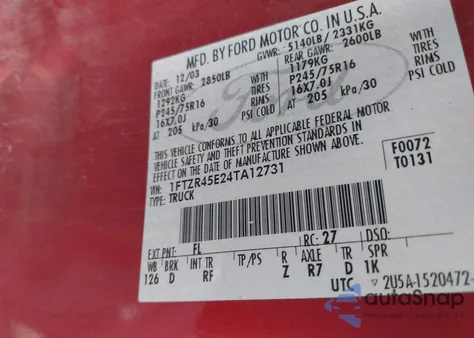 MFD. BY FORD MOTOR CO. IN U.S.A.
DATE: 12/03 GVWR: 5140LB / 2331KG
FRONT GAWR: 2850LB REAR GAWR: 2600LB
1292KG 1179KG
P245/75R16 TIRES P245/75R16 TIRES
16X7.0J RIMS 16X7.0J RIMS
AT 205 kPa/30 PSI COLD AT 205 kPa/30 PSI COLD
THIS VEHICLE CONFORMS TO ALL APPLICABLE FEDERAL MOTOR
VEHICLE SAFETY AND THEFT PREVENTION STANDARDS IN
EFFECT ON THE DATE OF MANUFACTURE SHOWN ABOVE.
VIN: 1FTZR45E24TA12731 F0072
TYPE: TRUCK T0131
EXT PNT: FL RC: 27 DSO:
WB BRK INT TR TP/PS R AXLE TR SPR
126 D RF Z R7 D 1K
UTC 2U5A-1520472-
Ford
autoSnap